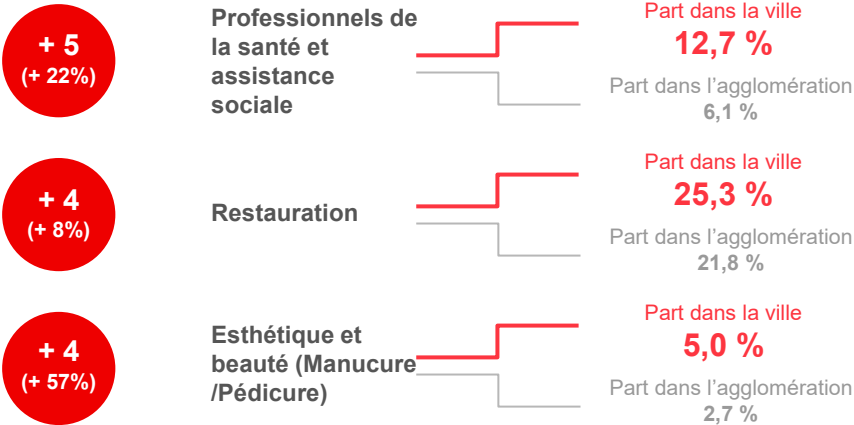 + 5
(+ 22%)
Professionnels de
la santé et
assistance
sociale
Part dans la ville
12,7 %
Part dans l’agglomération
6,1 %
+ 4
(+ 8%)
Restauration
Part dans la ville
25,3 %
Part dans l’agglomération
21,8 %
+ 4
(+ 57%)
Esthétique et
beauté (Manucure
/Pédicure)
Part dans la ville
5,0 %
Part dans l’agglomération
2,7 %